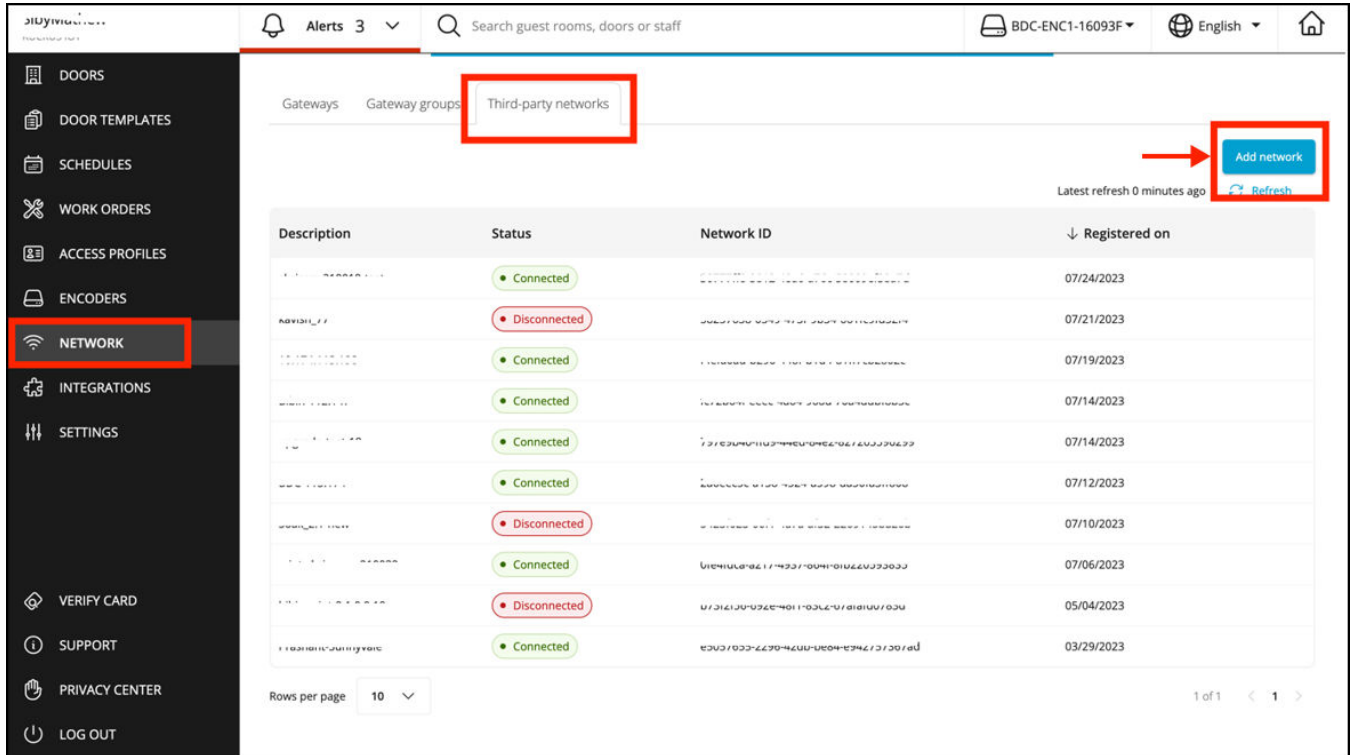 Alerts 3
Search guest rooms, doors or staff
BDC-ENC1-16093F
English
DOORS
DOOR TEMPLATES
SCHEDULES
WORK ORDERS
ACCESS PROFILES
ENCODERS
NETWORK
INTEGRATIONS
SETTINGS
VERIFY CARD
SUPPORT
PRIVACY CENTER
LOG OUT
Gateways Gateway groups Third-party networks
Add network
Latest refresh 0 minutes ago Refresh
Description Status Network ID Registered on
Connected 07/24/2023
Disconnected 07/21/2023
Connected 07/19/2023
Connected 07/14/2023
Connected 07/14/2023
Connected 07/12/2023
Disconnected 07/10/2023
Connected 07/06/2023
Disconnected 05/04/2023
Connected 03/29/2023
Rows per page 10
1 of 1 < 1 >